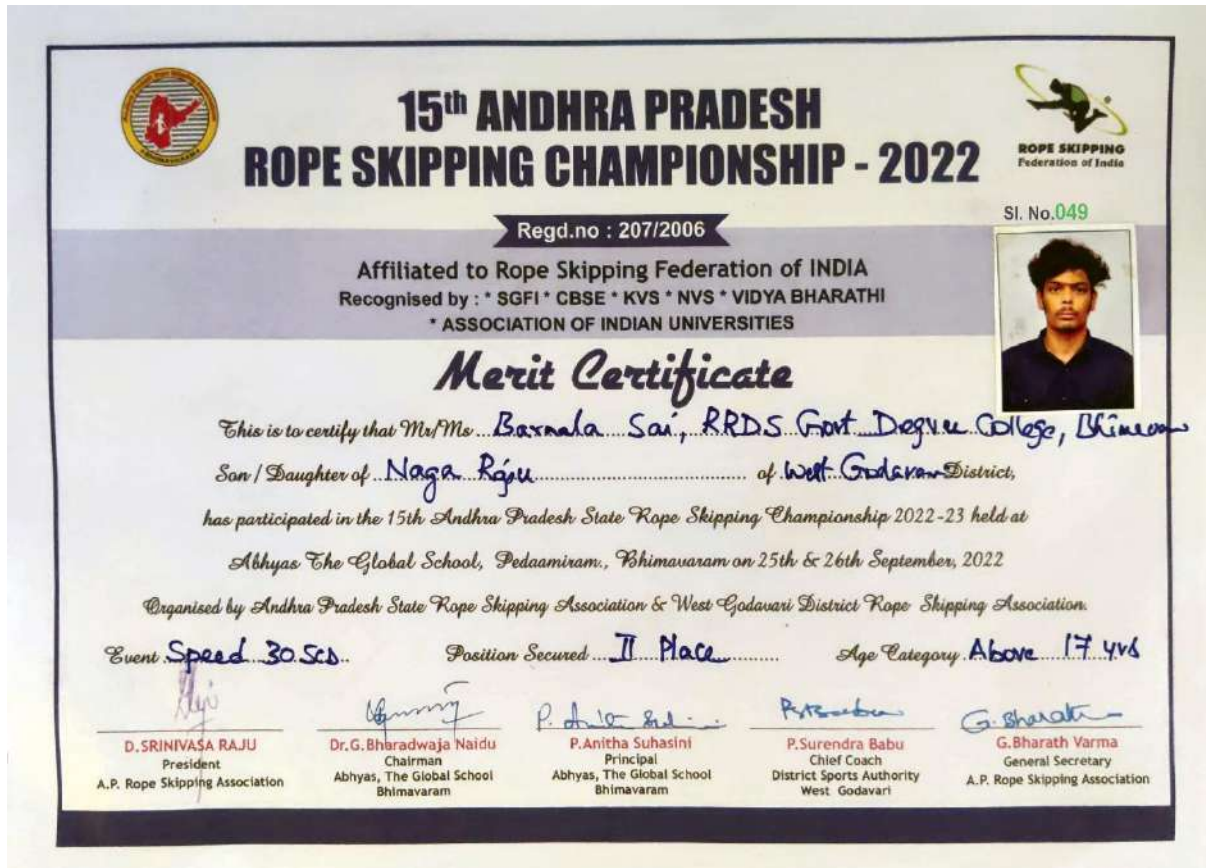 15th ANDHRA PRADESH
ROPE SKIPPING CHAMPIONSHIP - 2022
ROPE SKIPPING
Federation of India
Sl. No.049
Regd.no : 207/2006
Affiliated to Rope Skipping Federation of INDIA
Recognised by : * SGFI * CBSE * KVS * NVS * VIDYA BHARATHI
* ASSOCIATION OF INDIAN UNIVERSITIES
Merit Certificate
This is to certify that Mr/Ms Barnala Sai, RRDS Govt Degree College,
Son / Daughter of Naga Raju of West Godavari District,
has participated in the 15th Andhra Pradesh State Rope Skipping Championship 2022-23 held at
Abhyas The Global School, Pedaamiram., Bhimavaram on 25th & 26th September, 2022
Organised by Andhra Pradesh State Rope Skipping Association & West Godavari District Rope Skipping Association.
Event Speed 30 Scs Position Secured II Place Age Category Above 17 yrs
P. G. Bharath
D. SRINIVASA RAJU Dr.G.Bharadwaja Naidu P.Anitha Suhasini P.Surendra Babu G.Bharath Varma
President Chairman Principal Chief Coach General Secretary
A.P. Rope Skipping Association Abhyas, The Global School Abhyas, The Global School District Sports Authority A.P. Rope Skipping Association
Bhimavaram Bhimavaram West Godavari